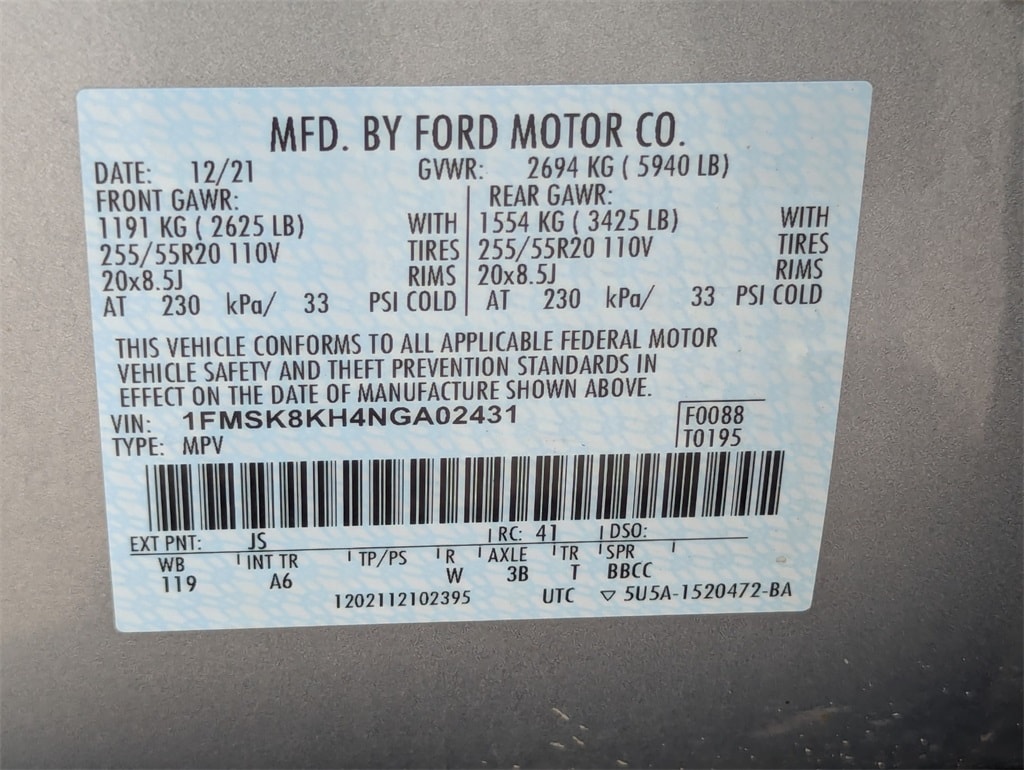 MFD. BY FORD MOTOR CO.
DATE: 12/21 GVWR: 2694 KG ( 5940 LB)
FRONT GAWR: REAR GAWR:
1191 KG ( 2625 LB) WITH 1554 KG ( 3425 LB) WITH
255/55R20 110V TIRES 255/55R20 110V TIRES
20x8.5J RIMS 20x8.5J RIMS
AT 230 kPa/ 33 PSI COLD AT 230 kPa/ 33 PSI COLD
THIS VEHICLE CONFORMS TO ALL APPLICABLE FEDERAL MOTOR
VEHICLE SAFETY AND THEFT PREVENTION STANDARDS IN
EFFECT ON THE DATE OF MANUFACTURE SHOWN ABOVE.
VIN: 1FMSK8KH4NGA02431 F0088
TYPE: MPV T0195
EXT PNT: JS RC: 41 DSO:
WB INT TR TP/PS R AXLE TR SPR
119 A6 W 3B T BBCC
1202112102395 UTC ▽ 5U5A-1520472-BA